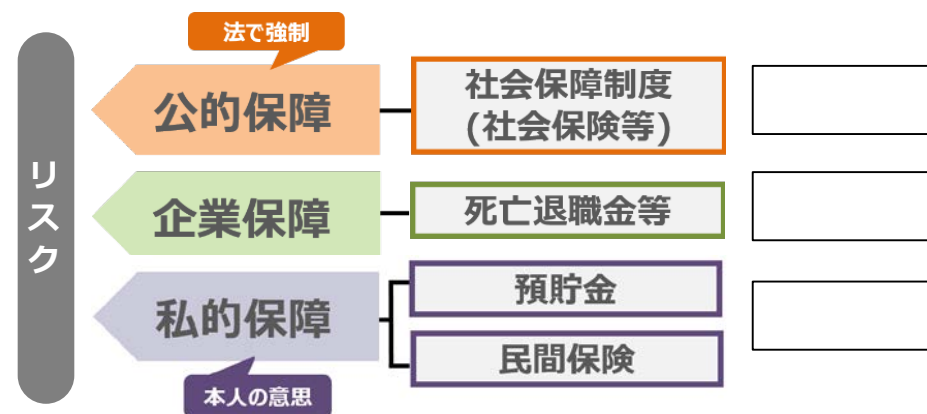 法で強制
リスク
公的保障
社会保障制度
(社会保険等)
企業保障
死亡退職金等
私的保障
預貯金
民間保険
本人の意思